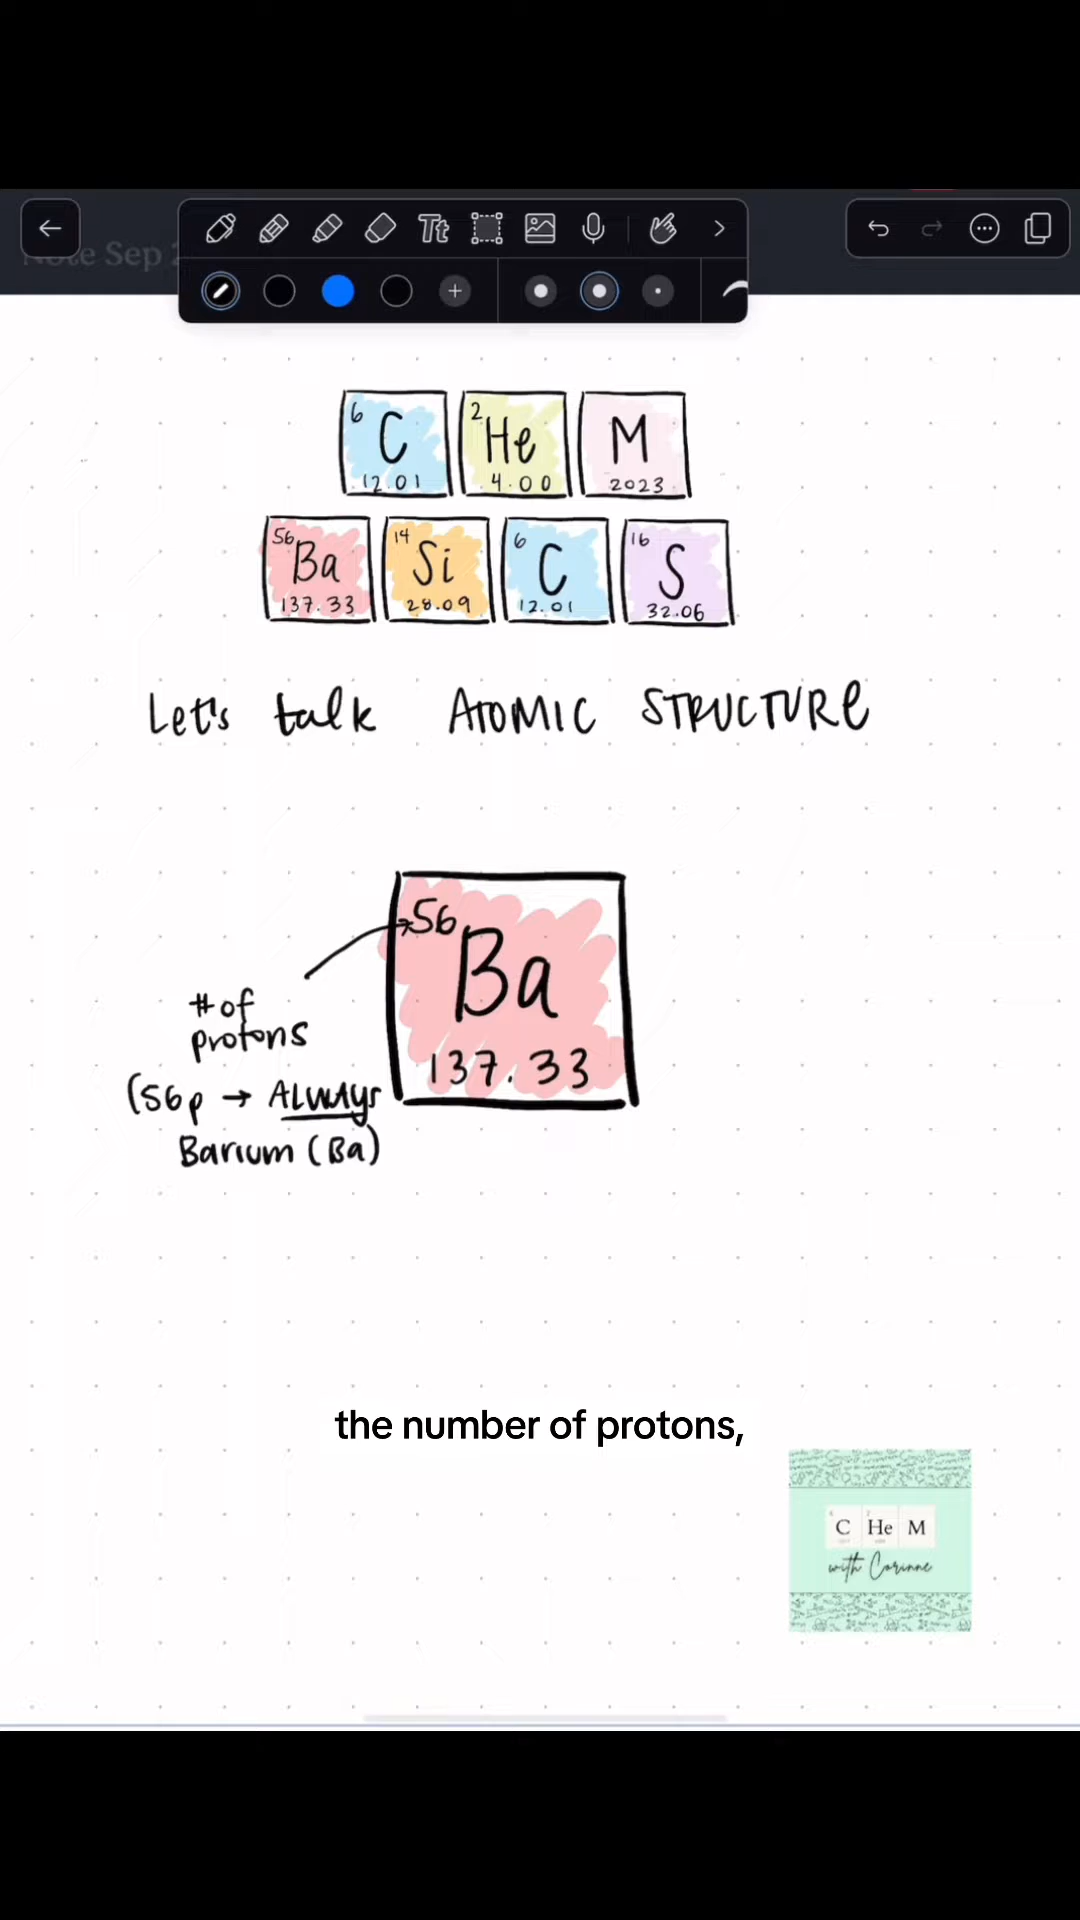 Note Sep 2
Tt
6 2
C He M
12.01 4.00 2023
56 14 6 16
Ba Si C S
137.33 28.09 12.01 32.06
Let's talk ATOMIC STRUCTURE
56
Ba
137.33
# of
protons
(56p → ALWAYS
Barium (Ba)
the number of protons,
C He M
with Corinne